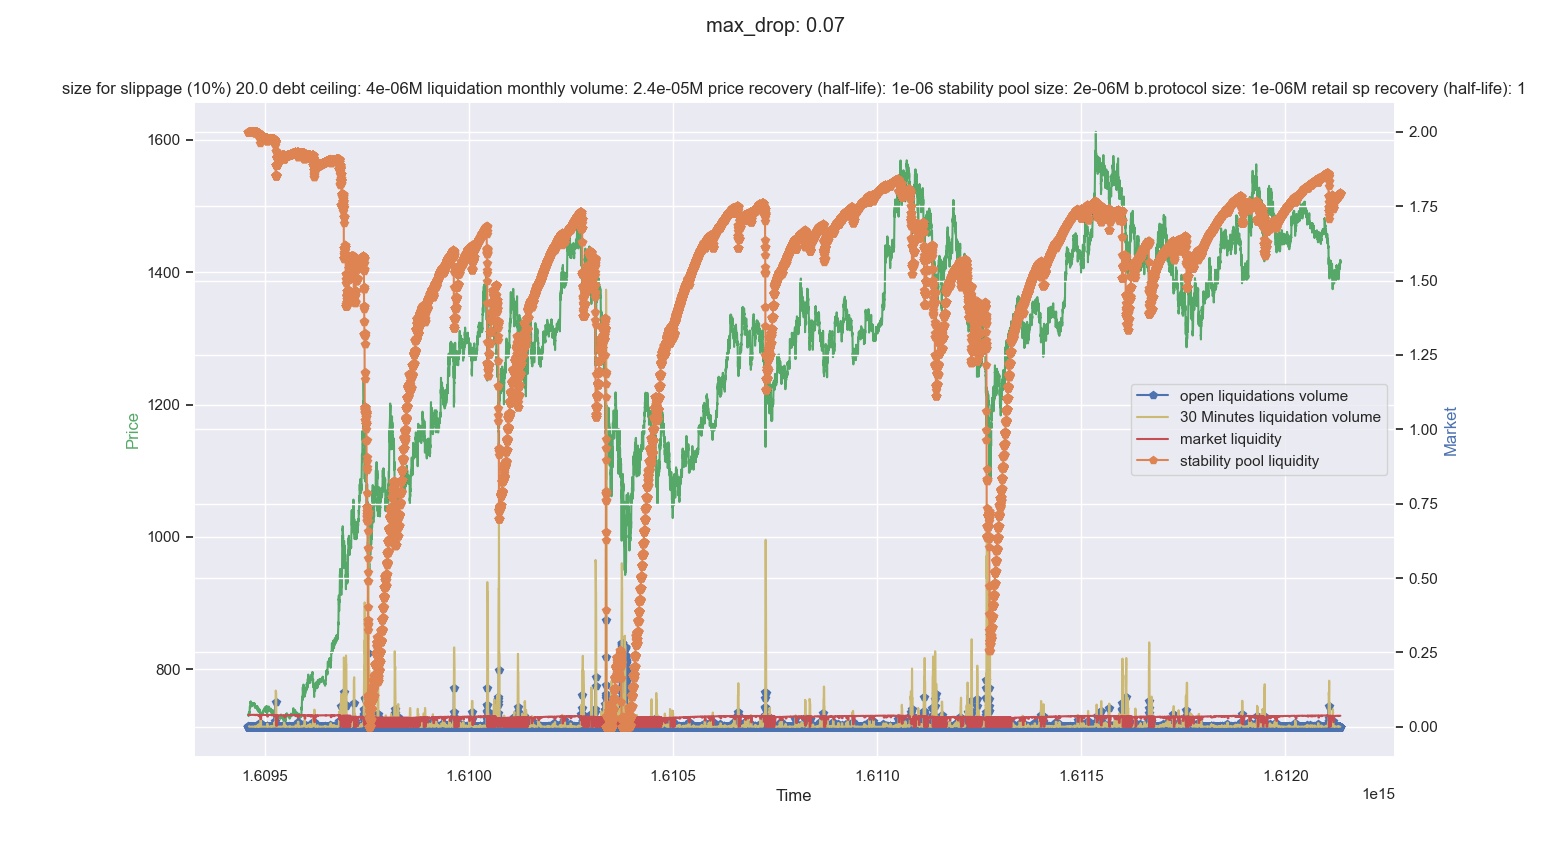 max_drop: 0.07
size for slippage (10%) 20.0 debt ceiling: 4e-06M liquidation monthly volume: 2.4e-05M price recovery (half-life): 1e-06 stability pool size: 2e-06M b.protocol size: 1e-06M retail sp recovery (half-life): 1
1600
1400
1200
1000
800
Price
2.00
1.75
1.50
1.25
1.00
0.75
0.50
0.25
0.00
Market
open liquidations volume
30 Minutes liquidation volume
market liquidity
stability pool liquidity
1.6095 1.6100 1.6105 1.6110 1.6115 1.6120
Time
1e15